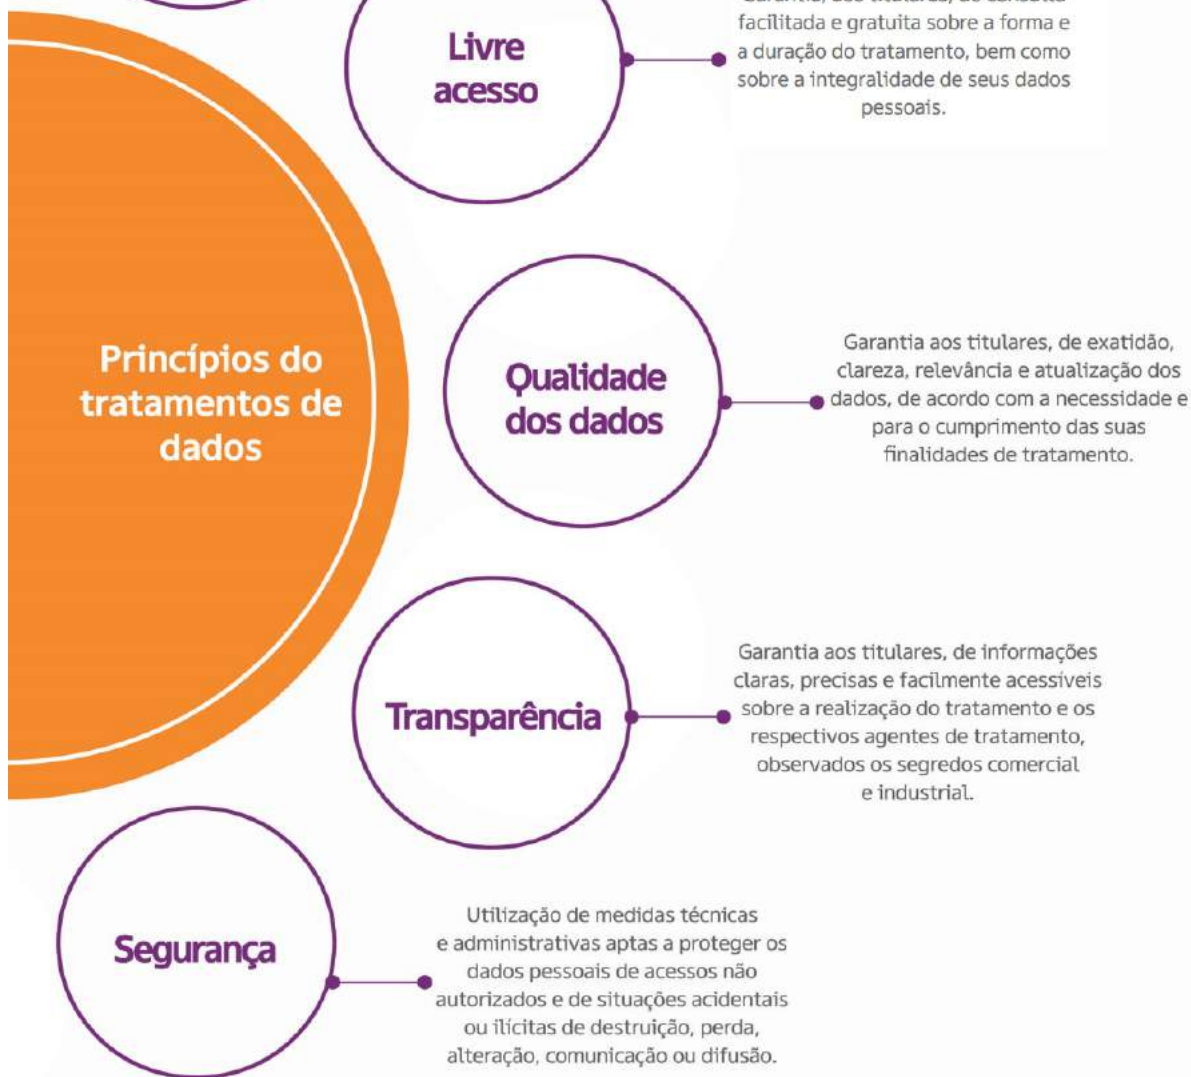 Livre
acesso
facilitada e gratuita sobre a forma e
a duração do tratamento, bem como
sobre a integralidade de seus dados
pessoais.
Princípios do
tratamentos de
dados
Qualidade
dos dados
Garantia aos titulares, de exatidão,
clareza, relevância e atualização dos
dados, de acordo com a necessidade e
para o cumprimento das suas
finalidades de tratamento.
Transparência
Garantia aos titulares, de informações
claras, precisas e facilmente acessíveis
sobre a realização do tratamento e os
respectivos agentes de tratamento,
observados os segredos comercial
e industrial.
Segurança
Utilização de medidas técnicas
e administrativas aptas a proteger os
dados pessoais de acessos não
autorizados e de situações acidentais
ou ilícitas de destruição, perda,
alteração, comunicação ou difusão.